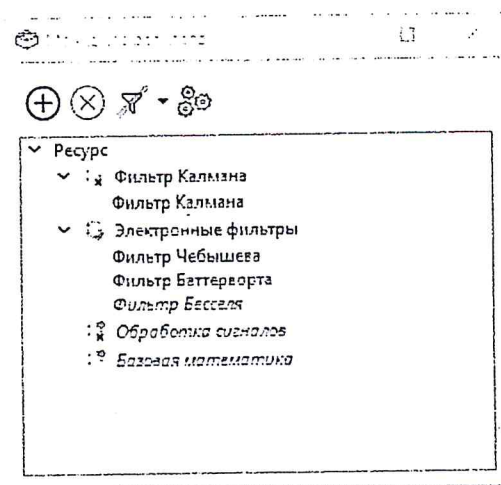 Ресурс
Фильтр Калмана
Фильтр Калмана
Электронные фильтры
Фильтр Чебышева
Фильтр Баттерворта
Фильтр Бесселя
Обработка сигналов
Базовая математика